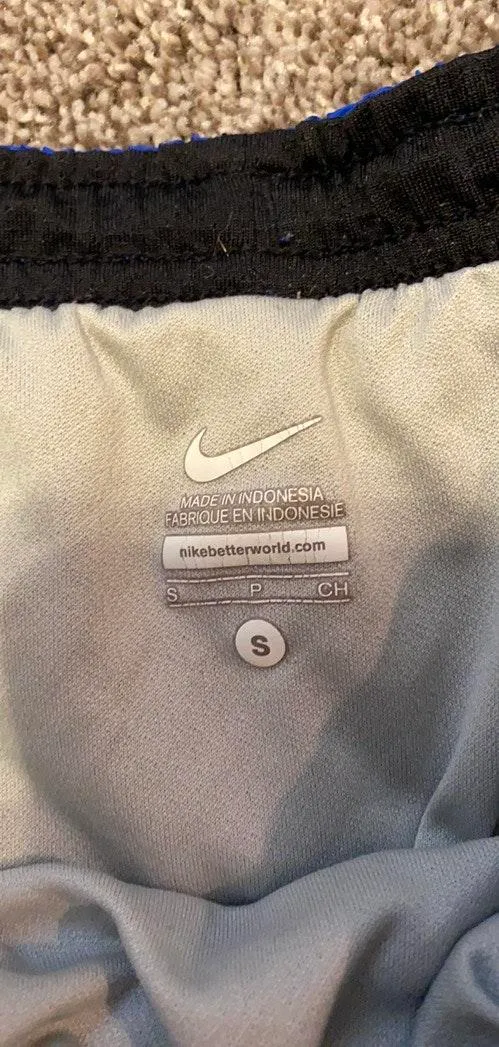 MADE IN INDONESIA
FABRIQUE EN INDONESIE
nikebetterworld.com
S P CH
S